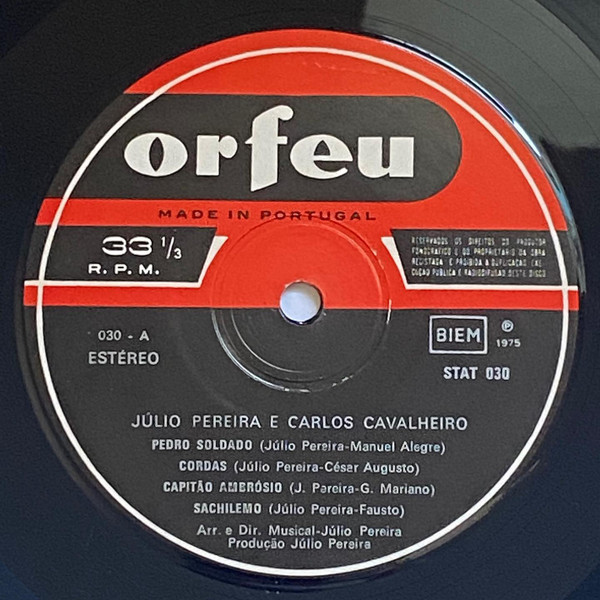 orfeu
MADE IN PORTUGAL
33 1/3
R. P. M.
RESERVADOS OS DIREITOS DO PRODUTOR
FONOGRÁFICO E DO PROPRIETÁRIO DA OBRA
REGISTADA · É PROIBIDA A DUPLICAÇÃO, EXE-
CUÇÃO PÚBLICA E RADIODIFUSÃO DESTE DISCO
030 - A
ESTÉREO
BIEM
℗
1975
STAT 030
JÚLIO PEREIRA E CARLOS CAVALHEIRO
PEDRO SOLDADO (Júlio Pereira-Manuel Alegre)
CORDAS (Júlio Pereira-César Augusto)
CAPITÃO AMBRÓSIO (J. Pareira-G. Mariano)
SACHILEMO (Júlio Pereira-Fausto)
Arr. e Dir. Musical-Júlio Pereira
Produção Júlio Pereira